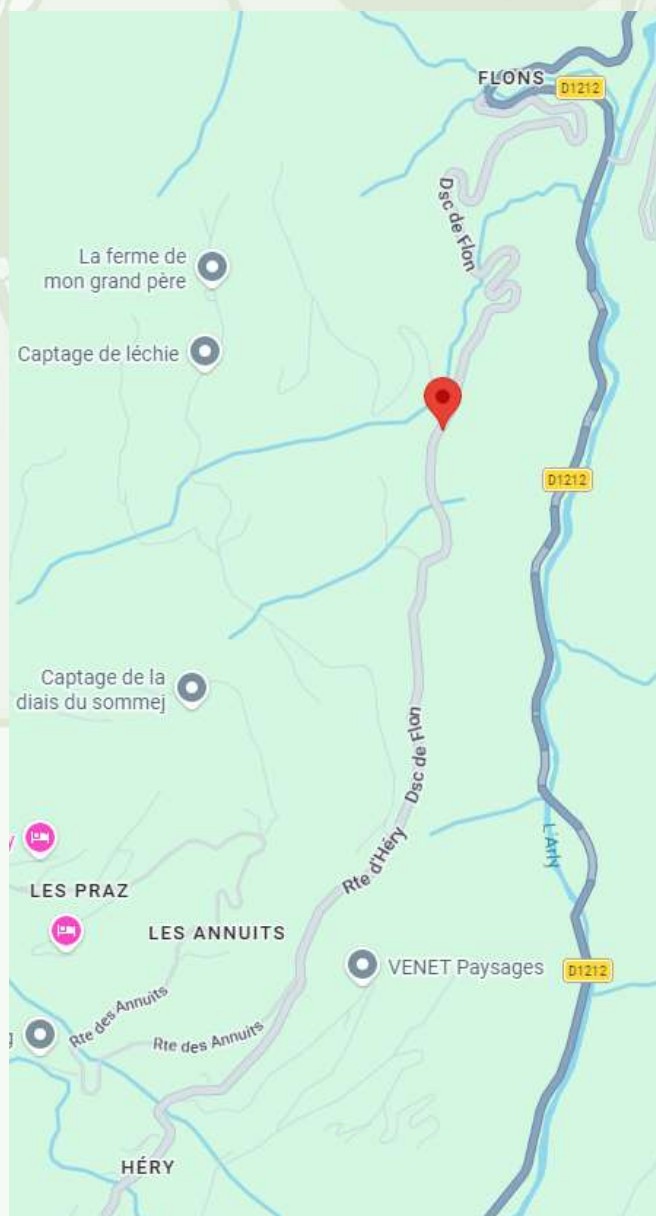 FLONS
D1212
Dsc de Flon
La ferme de
mon grand père
Captage de léchie
D1212
Captage de la
diais du sommej
Dsc de Flon
L'Arly
Rte d'Héry
LES PRAZ
LES ANNUITS
VENET Paysages
D1212
Rte des Annuits
Rte des Annuits
HÉRY